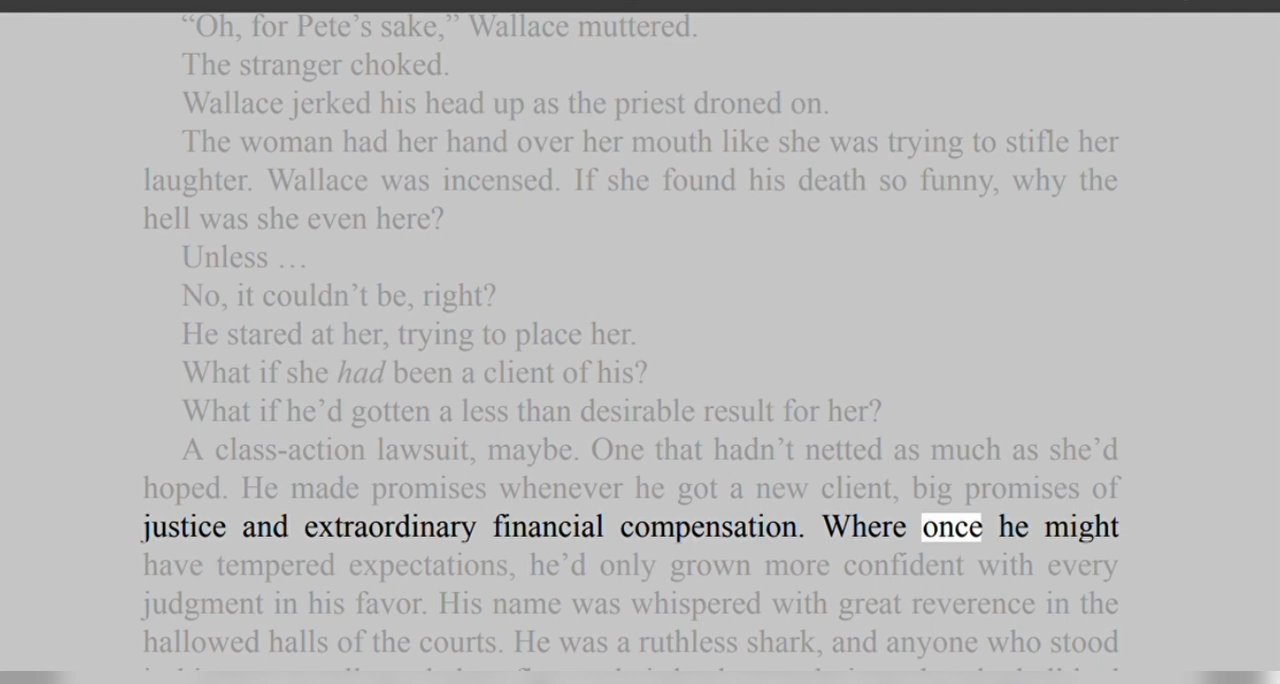 “Oh, for Pete’s sake,” Wallace muttered.
The stranger choked.
Wallace jerked his head up as the priest droned on.
The woman had her hand over her mouth like she was trying to stifle her
laughter. Wallace was incensed. If she found his death so funny, why the
hell was she even here?
Unless …
No, it couldn’t be, right?
He stared at her, trying to place her.
What if she had been a client of his?
What if he’d gotten a less than desirable result for her?
A class-action lawsuit, maybe. One that hadn’t netted as much as she’d
hoped. He made promises whenever he got a new client, big promises of
justice and extraordinary financial compensation. Where once he might
have tempered expectations, he’d only grown more confident with every
judgment in his favor. His name was whispered with great reverence in the
hallowed halls of the courts. He was a ruthless shark, and anyone who stood